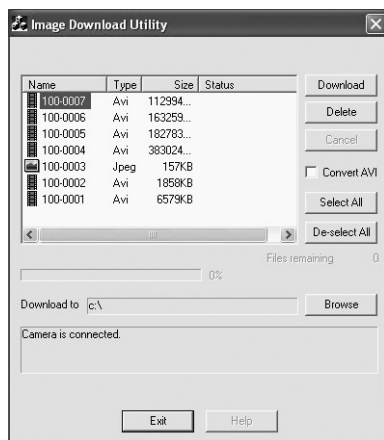 Image Download Utility
Name Type Size Status
100-0007 Avi 112994...
100-0006 Avi 163259...
100-0005 Avi 182783...
100-0004 Avi 383024...
100-0003 Jpeg 157KB
100-0002 Avi 1858KB
100-0001 Avi 6579KB
Download
Delete
Cancel
Convert AVI
Select All
De-select All
Files remaining 0
0%
Download to c:\ Browse
Camera is connected.
Exit Help